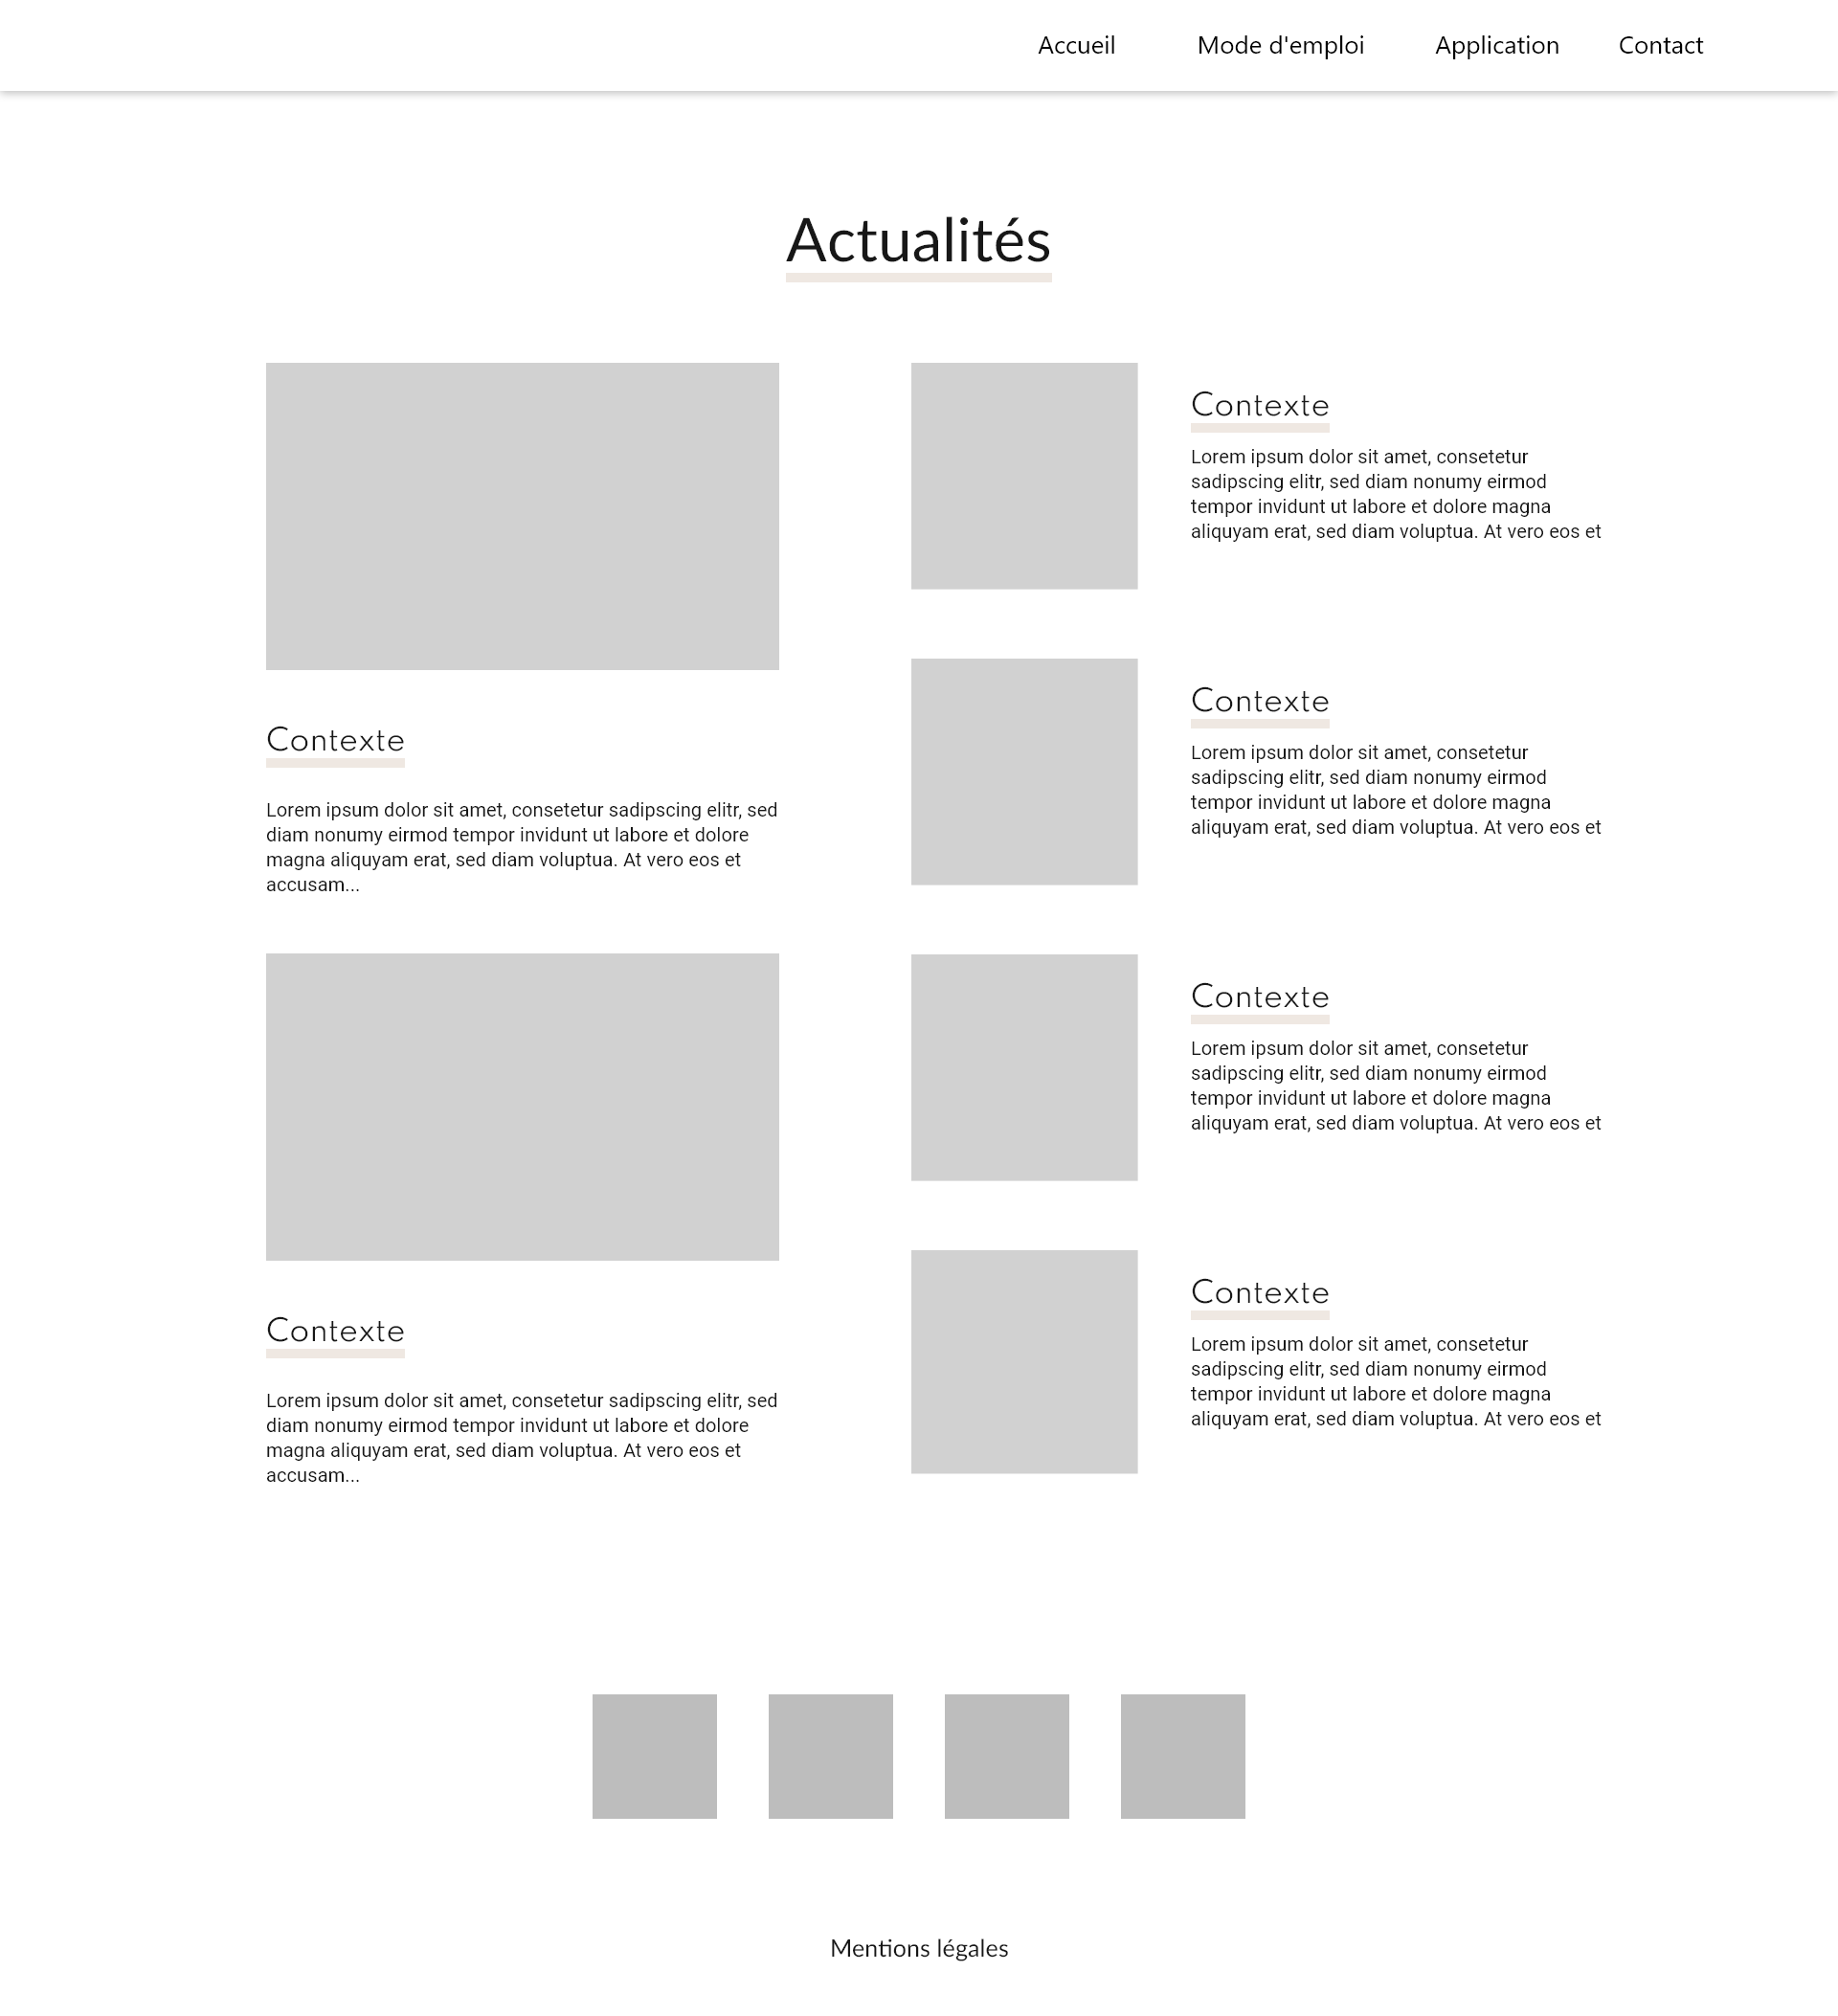 Accueil Mode d'emploi Application Contact
Actualités
Contexte
Lorem ipsum dolor sit amet, consetetur sadipscing elitr, sed
diam nonumy eirmod tempor invidunt ut labore et dolore
magna aliquyam erat, sed diam voluptua. At vero eos et
accusam...
Contexte
Lorem ipsum dolor sit amet, consetetur sadipscing elitr, sed
diam nonumy eirmod tempor invidunt ut labore et dolore
magna aliquyam erat, sed diam voluptua. At vero eos et
accusam...
Contexte
Lorem ipsum dolor sit amet, consetetur
sadipscing elitr, sed diam nonumy eirmod
tempor invidunt ut labore et dolore magna
aliquyam erat, sed diam voluptua. At vero eos et
Contexte
Lorem ipsum dolor sit amet, consetetur
sadipscing elitr, sed diam nonumy eirmod
tempor invidunt ut labore et dolore magna
aliquyam erat, sed diam voluptua. At vero eos et
Contexte
Lorem ipsum dolor sit amet, consetetur
sadipscing elitr, sed diam nonumy eirmod
tempor invidunt ut labore et dolore magna
aliquyam erat, sed diam voluptua. At vero eos et
Contexte
Lorem ipsum dolor sit amet, consetetur
sadipscing elitr, sed diam nonumy eirmod
tempor invidunt ut labore et dolore magna
aliquyam erat, sed diam voluptua. At vero eos et
Mentions légales